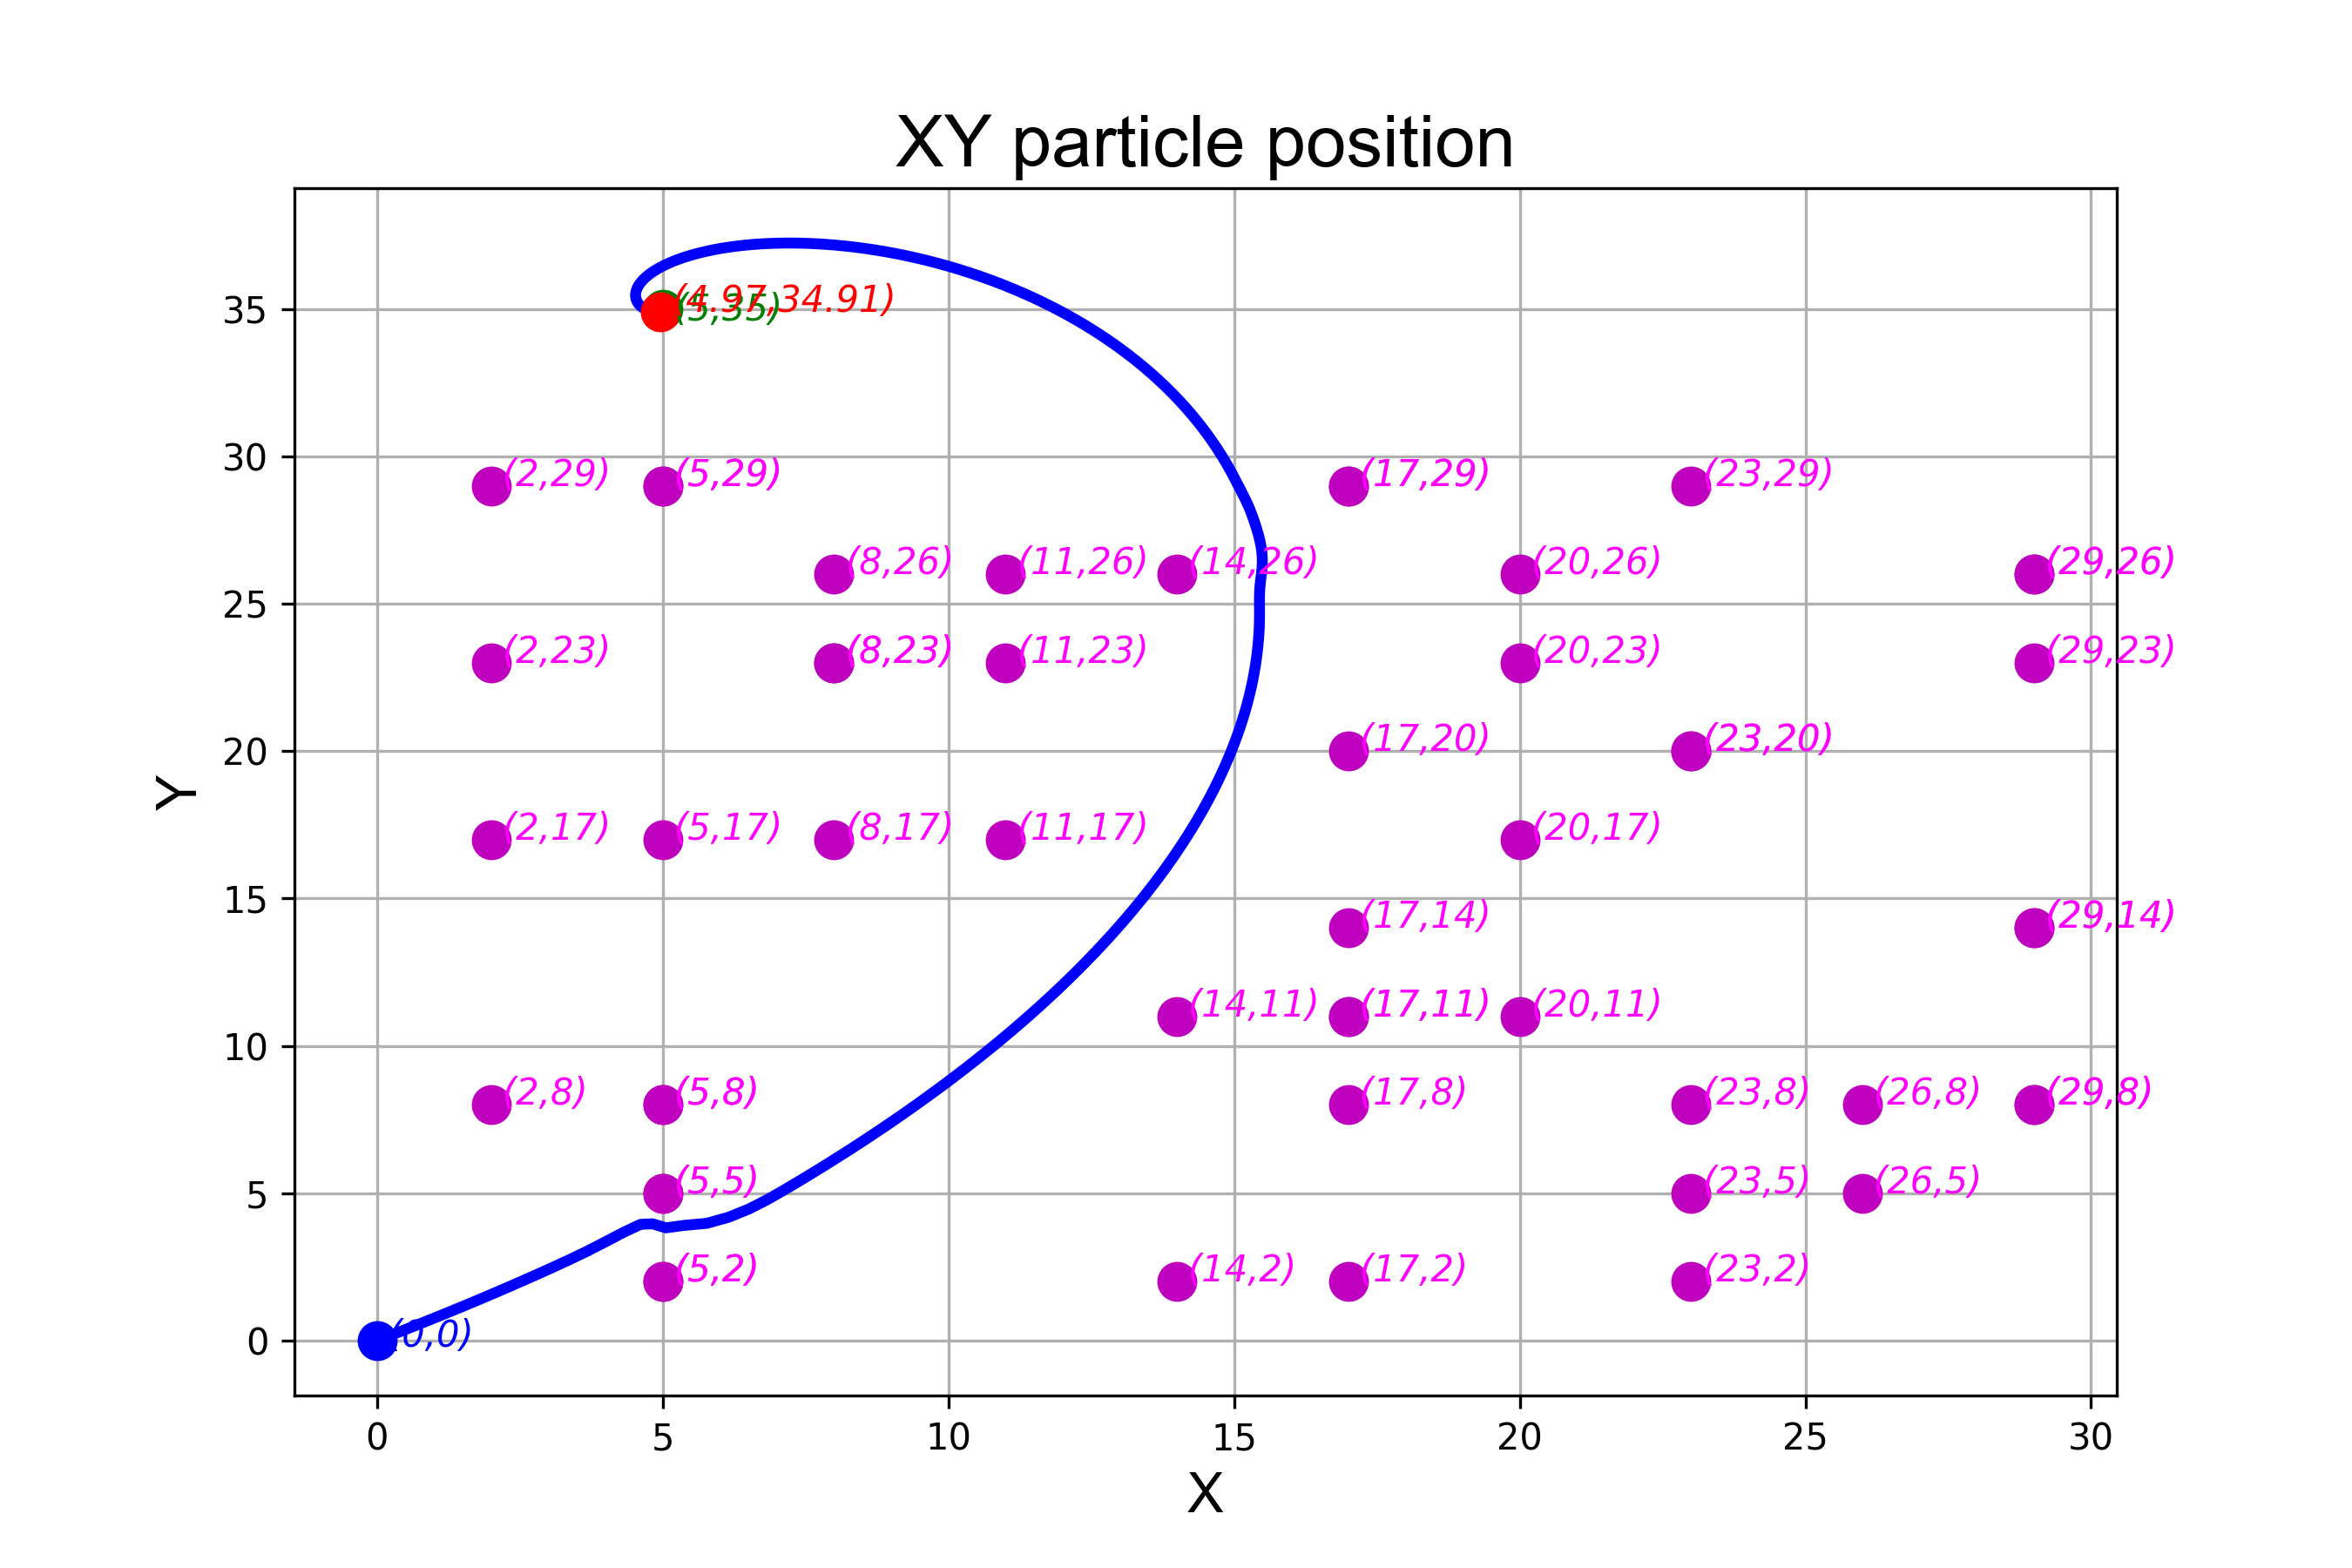 XY particle position
35
(4.97,34.91)
(5,35)
30
(2,29) (5,29) (17,29) (23,29)
(8,26) (11,26) (14,26) (20,26) (29,26)
25
(2,23) (8,23) (11,23) (20,23) (29,23)
20
(17,20) (23,20)
Y
(2,17) (5,17) (8,17) (11,17) (20,17)
15
(17,14) (29,14)
(14,11) (17,11) (20,11)
10
(2,8) (5,8) (17,8) (23,8) (26,8) (29,8)
5
(5,5) (23,5) (26,5)
(5,2) (14,2) (17,2) (23,2)
0
(0,0)
0 5 10 15 20 25 30
X